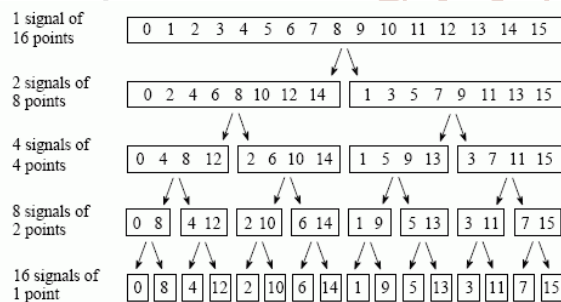 1 signal of
16 points
0 1 2 3 4 5 6 7 8 9 10 11 12 13 14 15
2 signals of
8 points
0 2 4 6 8 10 12 14 1 3 5 7 9 11 13 15
4 signals of
4 points
0 4 8 12 2 6 10 14 1 5 9 13 3 7 11 15
8 signals of
2 points
0 8 4 12 2 10 6 14 1 9 5 13 3 11 7 15
16 signals of
1 point
0 8 4 12 2 10 6 14 1 9 5 13 3 11 7 15